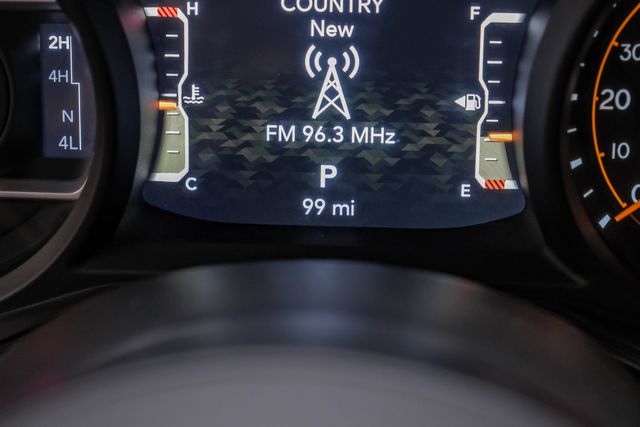 COUNTRY
New
FM 96.3 MHz
P
99 mi
2H
4H
N
4L
H
C
F
E
30
20
10
0